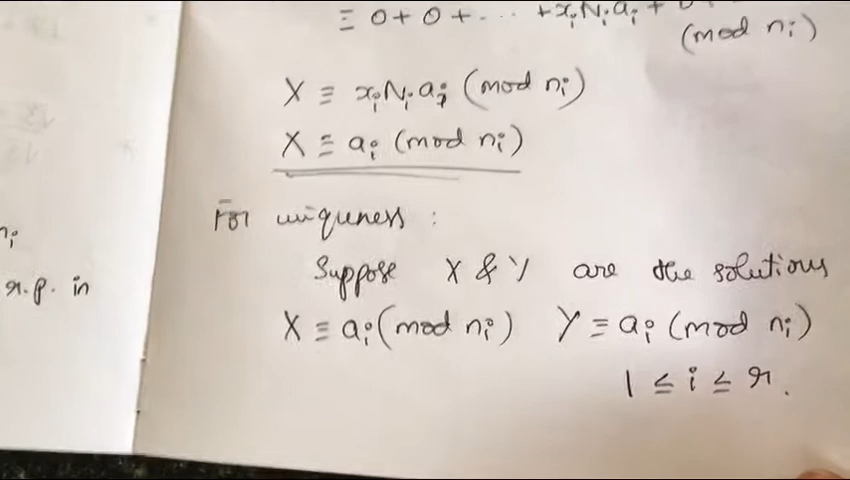 ≡ 0 + 0 + ... + xᵢNᵢaᵢ +
(mod nᵢ)
X ≡ xᵢNᵢaᵢ (mod nᵢ)
X ≡ aᵢ (mod nᵢ)
For uniqueness :
Suppose X & Y are the solutions
X ≡ aᵢ (mod nᵢ) Y ≡ aᵢ (mod nᵢ)
1 ≤ i ≤ r.
nᵢ
r.p. in